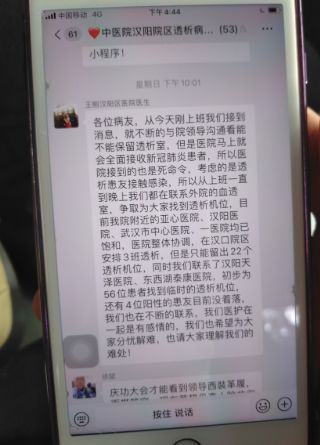 中国移动 4G
下午4:44
61 ❤️中医院汉阳院区透析病... (53)
小程序!
星期日 下午 10:01
王刚汉阳区医院医生
各位病友，从今天刚上班我们接到
消息，就不断的与院领导沟通看能
不能保留透析室，但是医院马上就
会全面接收新冠肺炎患者，所以医
院接到的也是死命令，考虑的是透
析患友接触感染，所以从上班一直
到晚上我们都在联系外院的血透
室，争取为大家找到透析机位，目
前我院附近的亚心医院、汉阳医
院、武汉市中心医院、一医院均已
饱和，医院整体协调，在汉口院区
安排3班透析，但是只能留出22个
透析机位，同时我们联系了汉阳天
泽医院、东西湖泰康医院，初步为
56位患者找到临时的透析机位，
还有4位阳性的患友目前没着落，
我们也在不断的联系，我们医护在
一起是有感情的，我们也希望为大
家分忧解难，也请大家理解我们的
难处!
庆功大会才能看到领导西装革履，
按住 说话